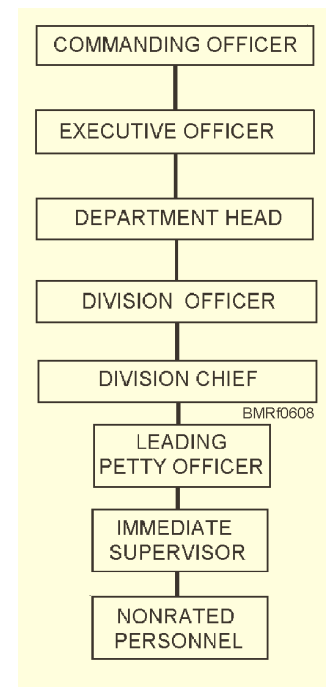 COMMANDING OFFICER
EXECUTIVE OFFICER
DEPARTMENT HEAD
DIVISION OFFICER
DIVISION CHIEF
BMRf0608
LEADING
PETTY OFFICER
IMMEDIATE
SUPERVISOR
NONRATED
PERSONNEL